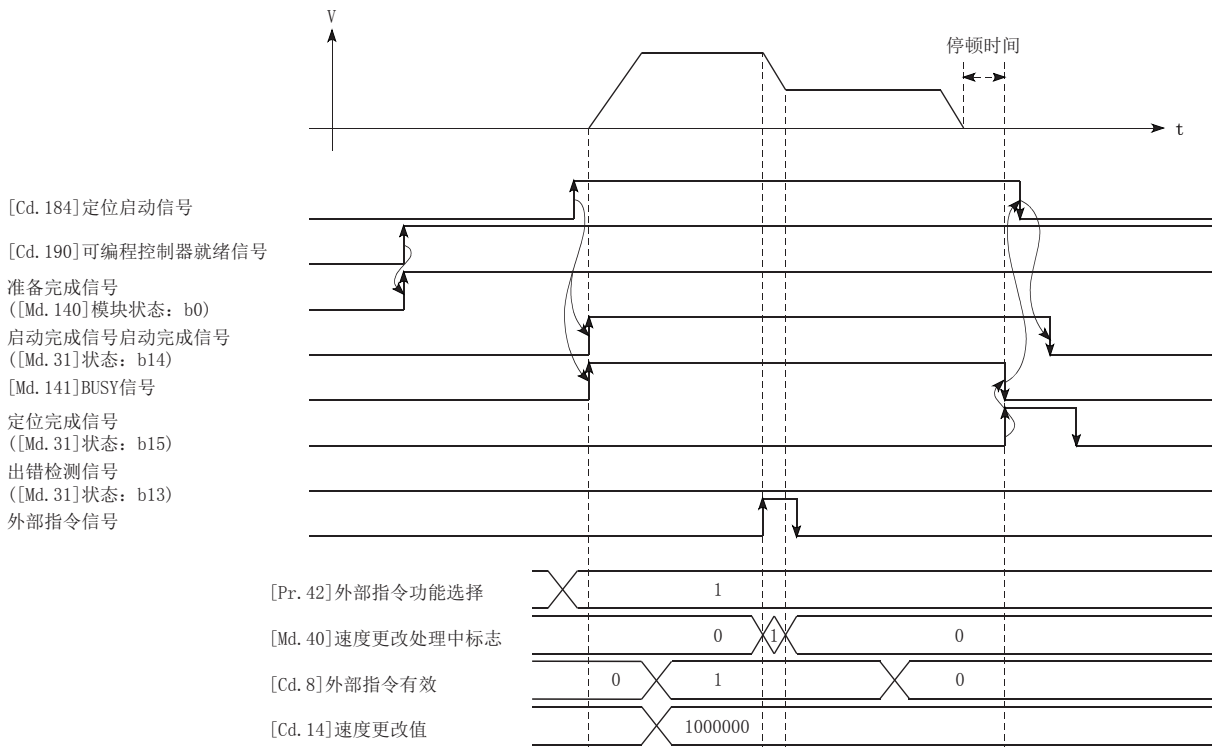 V
停顿时间
t
[Cd.184]定位启动信号
[Cd.190]可编程控制器就绪信号
准备完成信号
([Md.140]模块状态：b0)
启动完成信号启动完成信号
([Md.31]状态：b14)
[Md.141]BUSY信号
定位完成信号
([Md.31]状态：b15)
出错检测信号
([Md.31]状态：b13)
外部指令信号
[Pr.42]外部指令功能选择 1
[Md.40]速度更改处理中标志 0 1 0
[Cd.8]外部指令有效 0 1 0
[Cd.14]速度更改值 1000000